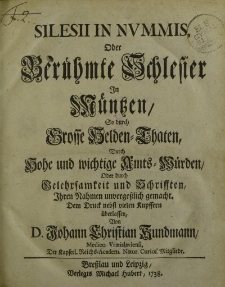 SILESII IN NVMMIS,
Oder
Berühmte Schlesier
In
Müntzen/
So durch
Grosse Helden-Thaten,
Durch
Hohe und wichtige Amts-Würden/
Oder durch
Gelehrsamkeit und Schrifften,
Ihren Nahmen unvergeßlich gemacht,
Dem Druck nebst vielen Kupffern
überlassen,
Von
D. Johann Christian Kundmann,
Medico Vratislaviensi,
Der Kayserl. Reichs-Academ. Natur. Curios. Mitgliede.
Breßlau und Leipzig,
Verlegts Michael Hubert, 1738.